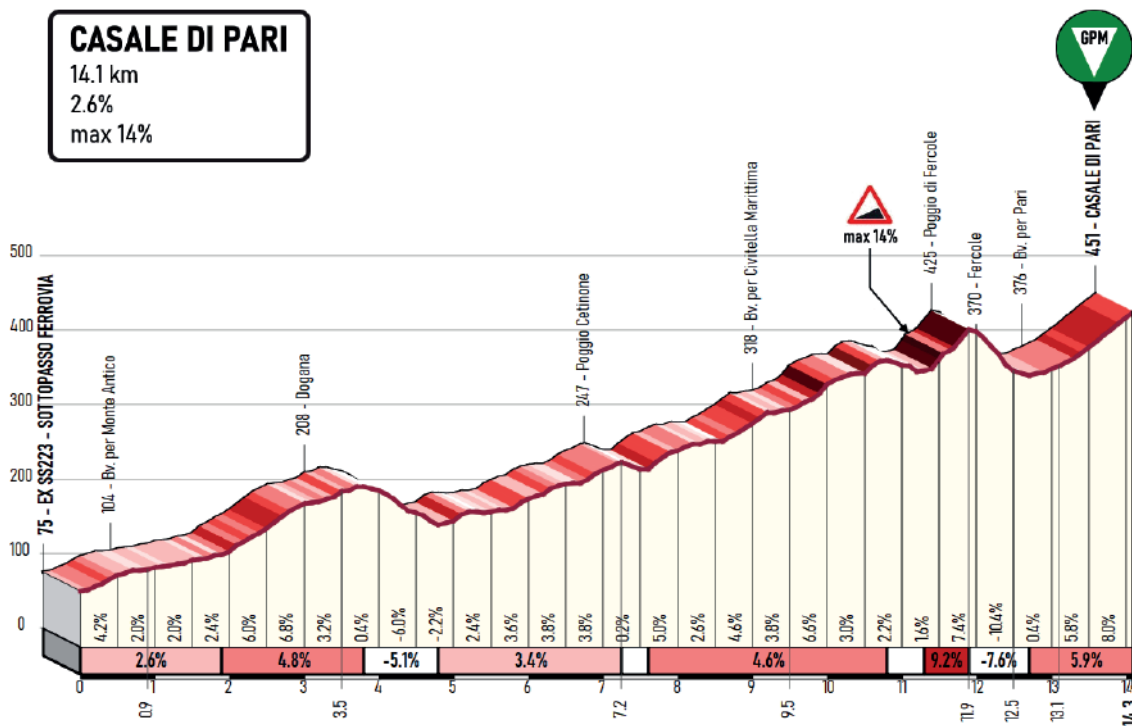 CASALE DI PARI
14.1 km
2.6%
max 14%
GPM
500
400
300
200
100
0
75 - EX SS223 - SOTTOPASSO FERROVIA
104 - Bv. per Monte Antico
208 - Dogana
247 - Poggio Cetinone
318 - Bv. per Civitella Marittima
max 14%
425 - Poggio di Fercole
370 - Fercole
376 - Bv. per Pari
451 - CASALE DI PARI
4.2% 2.0% 2.0% 2.4% 6.0% 6.8% 3.2% 0.4% -6.0% -2.2% 2.4% 3.6% 3.8% 3.8% 0.2% 5.0% 2.6% 4.6% 3.8% 6.6% 3.0% 2.2% 1.6% 7.4% -10.4% 0.4% 5.8% 8.0%
2.6% 4.8% -5.1% 3.4% 4.6% 9.2% -7.6% 5.9%
0 1 2 3 4 5 6 7 8 9 10 11 12 13 14
0.9 3.5 7.2 9.5 11.9 12.5 13.1 14.3